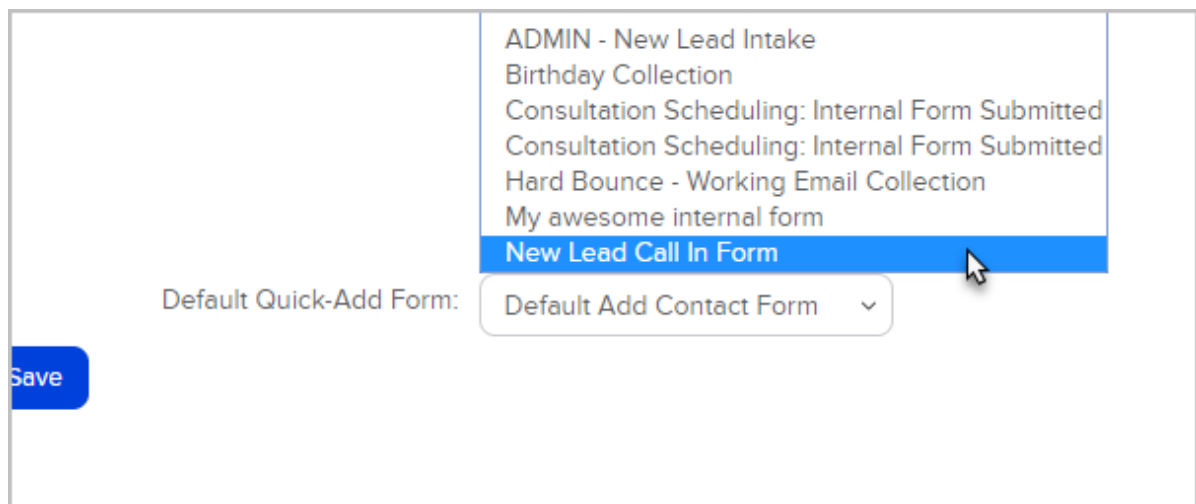 ADMIN - New Lead Intake
Birthday Collection
Consultation Scheduling: Internal Form Submitted
Consultation Scheduling: Internal Form Submitted
Hard Bounce - Working Email Collection
My awesome internal form
New Lead Call In Form
Default Quick-Add Form: Default Add Contact Form
Save